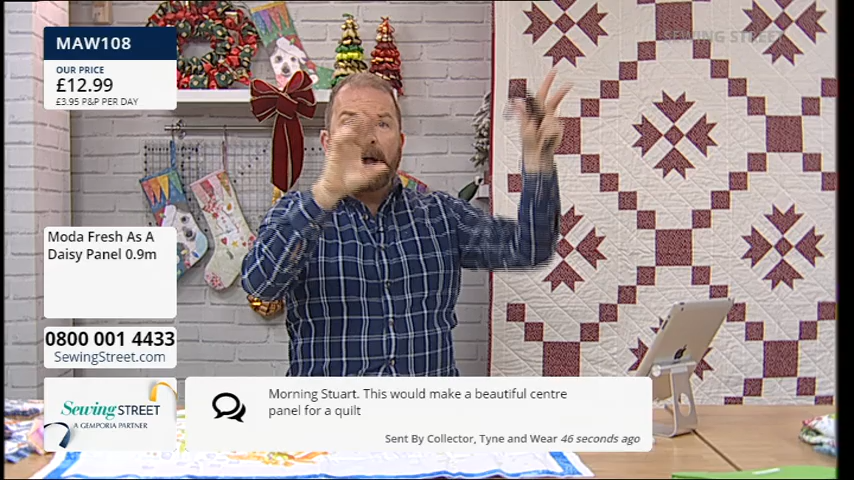 MAW108
OUR PRICE
£12.99
£3.95 P&P PER DAY
SEWING STREET
Moda Fresh As A
Daisy Panel 0.9m
0800 001 4433
SewingStreet.com
Sewing STREET
A GEMPORIA PARTNER
Morning Stuart. This would make a beautiful centre
panel for a quilt
Sent By Collector, Tyne and Wear 46 seconds ago